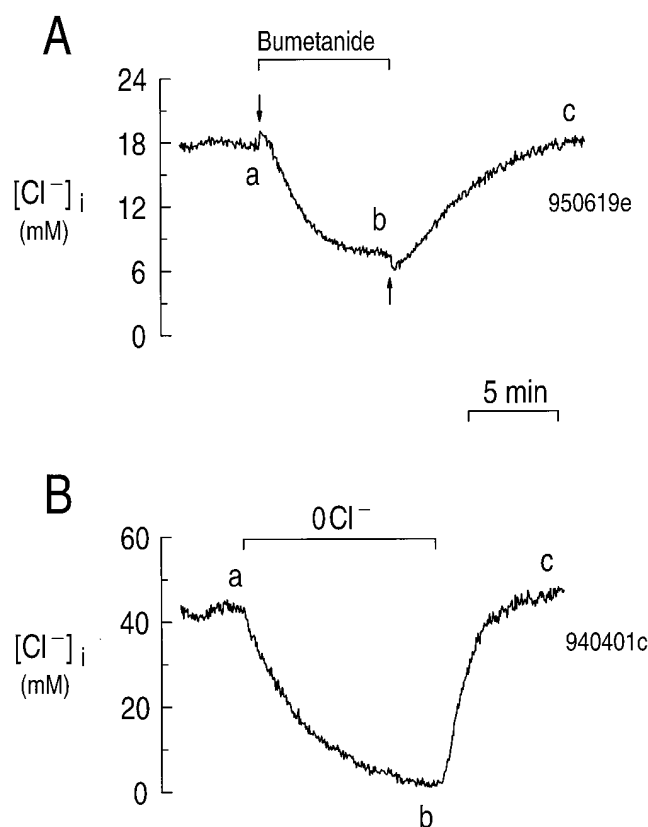 A
Bumetanide
24
18
12
6
0
[Cl⁻]i
(mM)
a
b
c
950619e
5 min
B
0 Cl⁻
60
40
20
0
[Cl⁻]i
(mM)
a
b
c
940401c